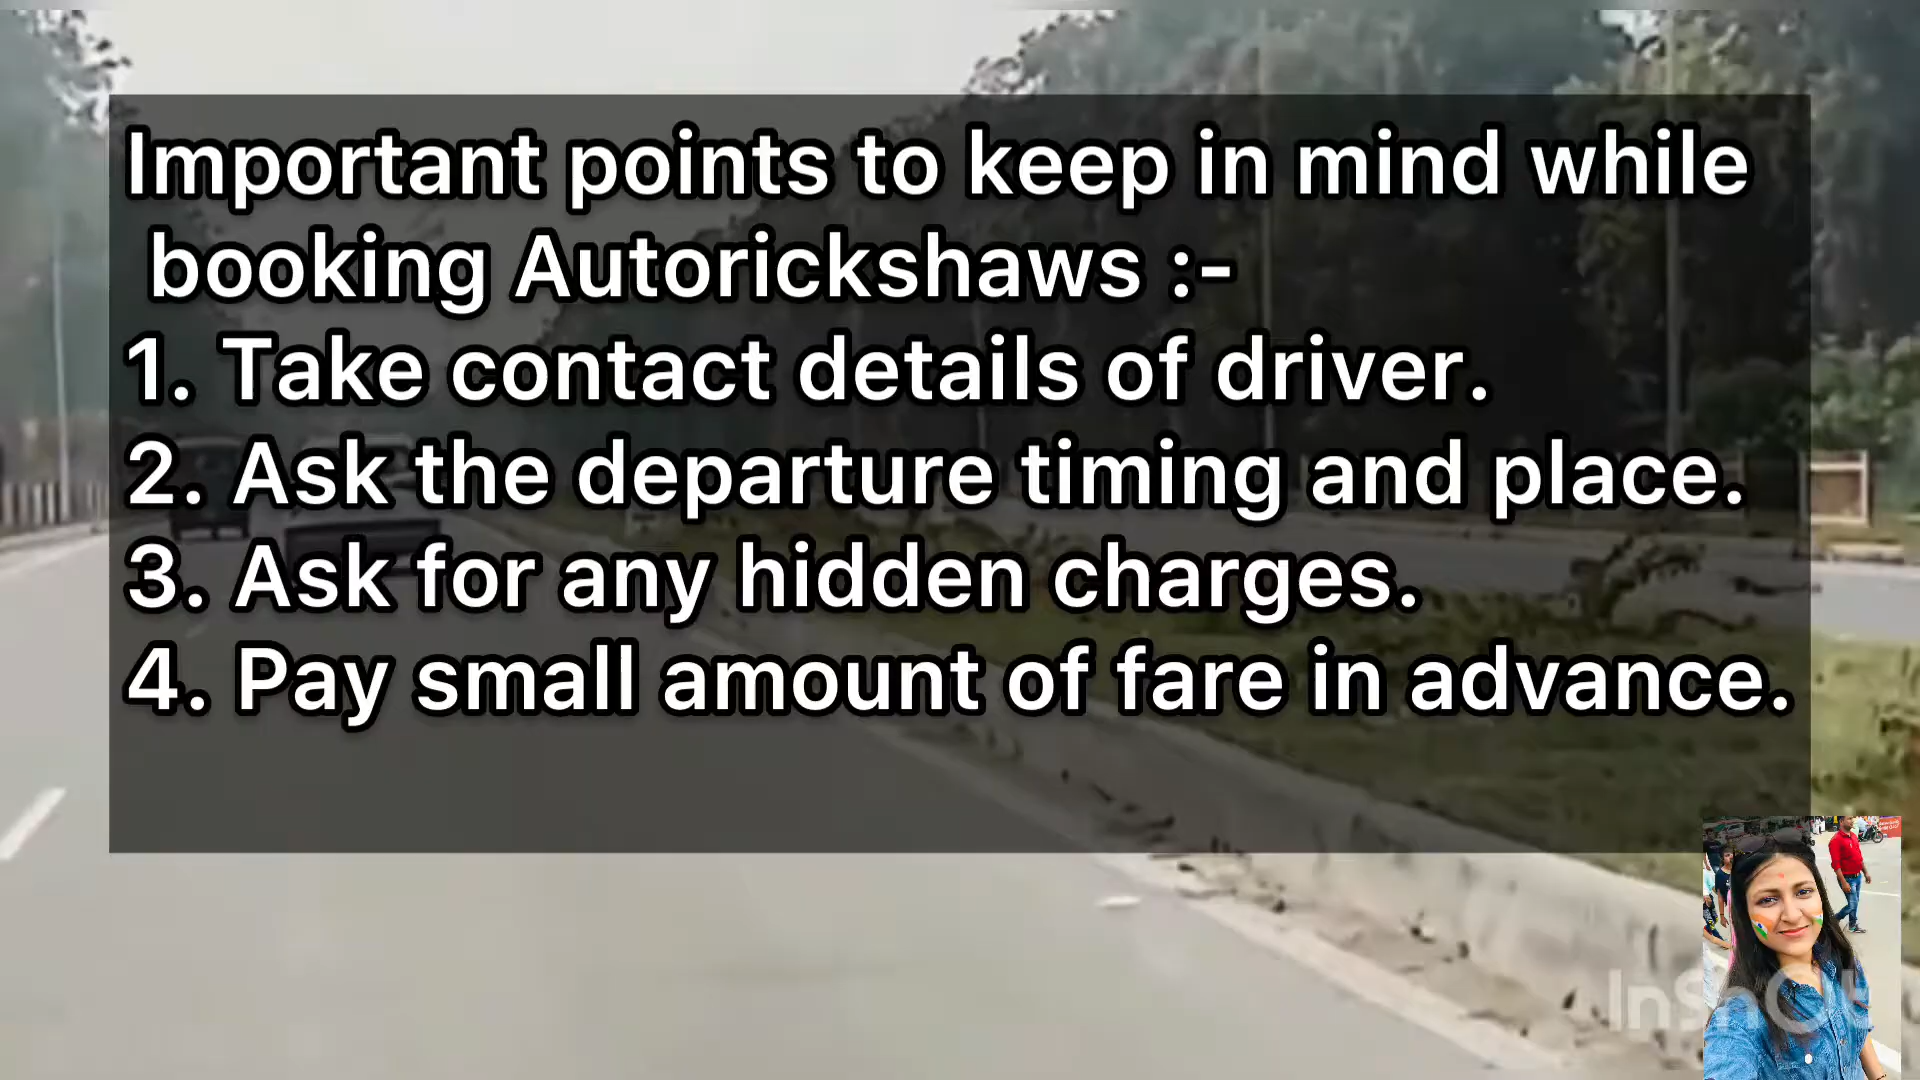 Important points to keep in mind while
booking Autorickshaws :-
1. Take contact details of driver.
2. Ask the departure timing and place.
3. Ask for any hidden charges.
4. Pay small amount of fare in advance.
InShOt